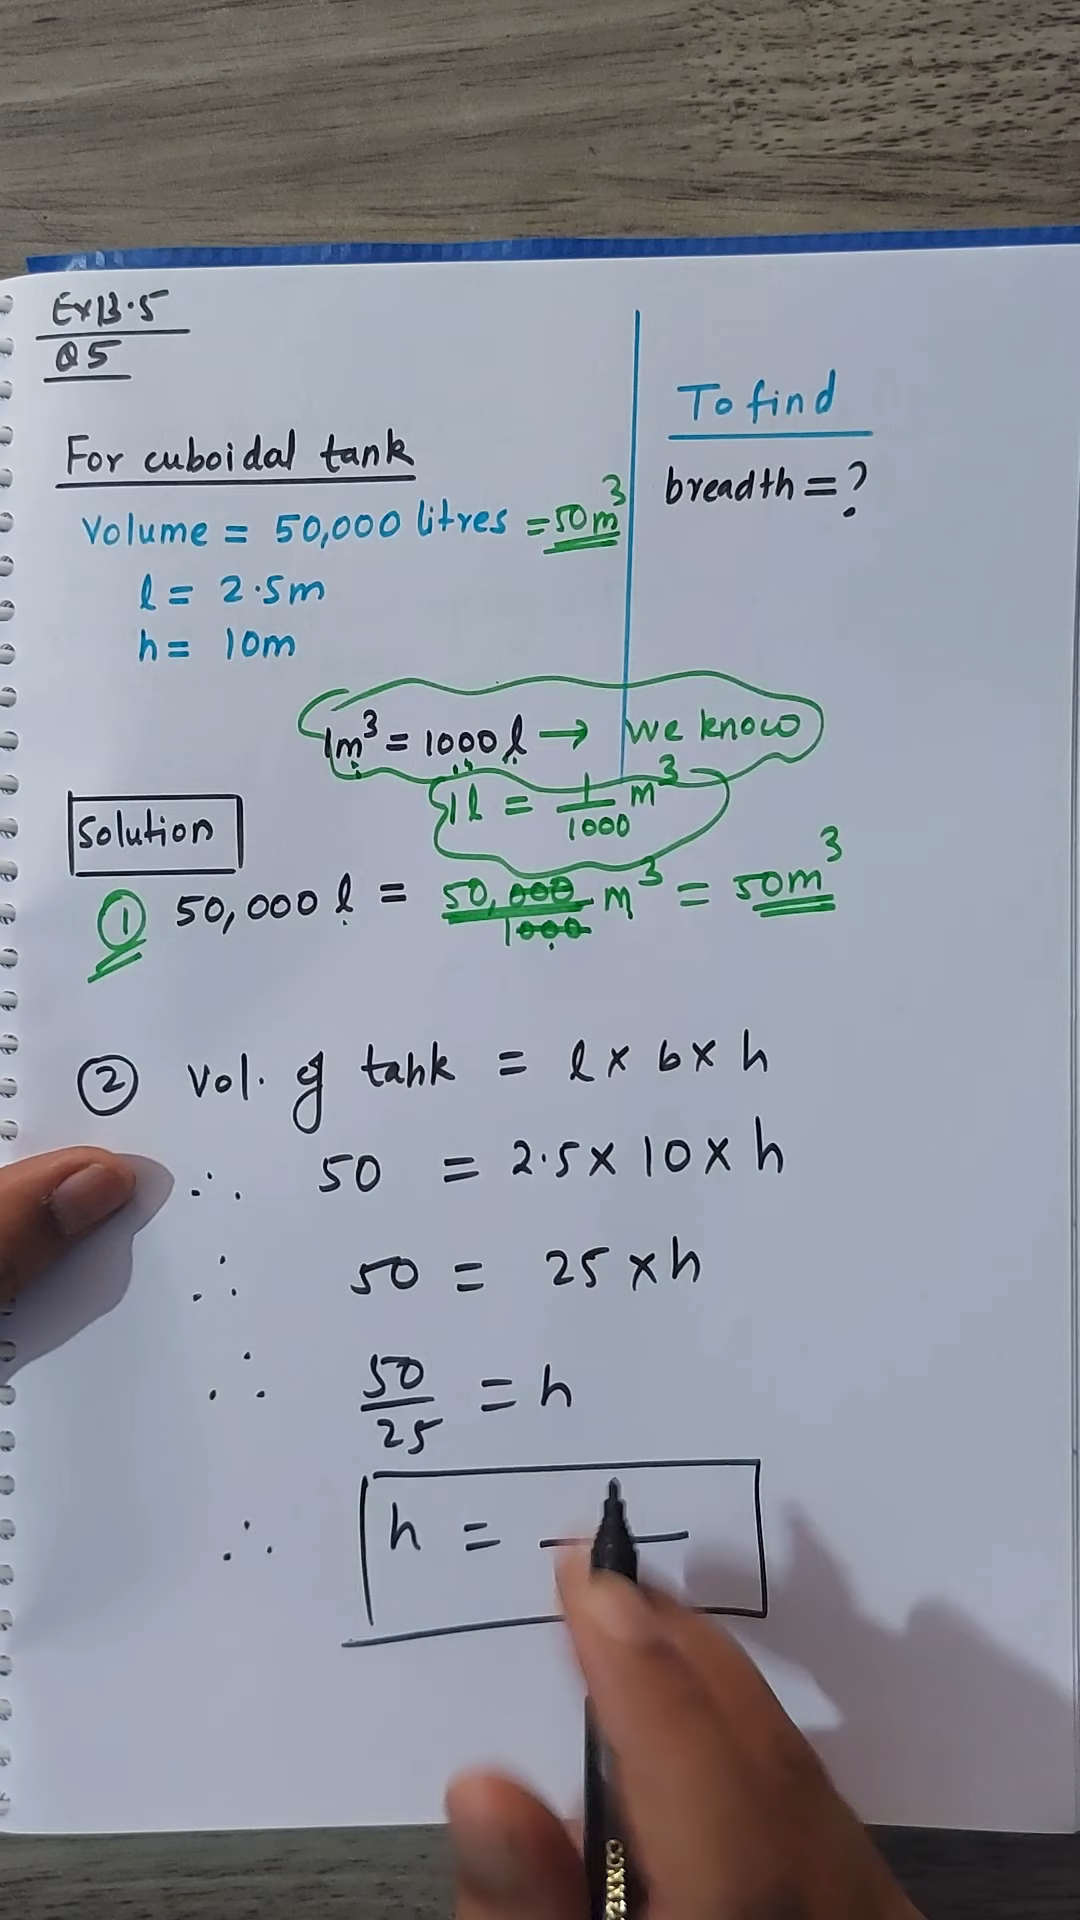 Ex13.5
Q5
For cuboidal tank
Volume = 50,000 litres = 50m³
l = 2.5m
h = 10m
To find
breadth = ?
1m³ = 1000 l → we know
1l = 1/1000 m³
Solution
① 50,000 l = 50,000/1000 m³ = 50m³
② Vol. of tank = l × b × h
∴ 50 = 2.5 × 10 × h
∴ 50 = 25 × h
∴ 50/25 = h
∴ h =